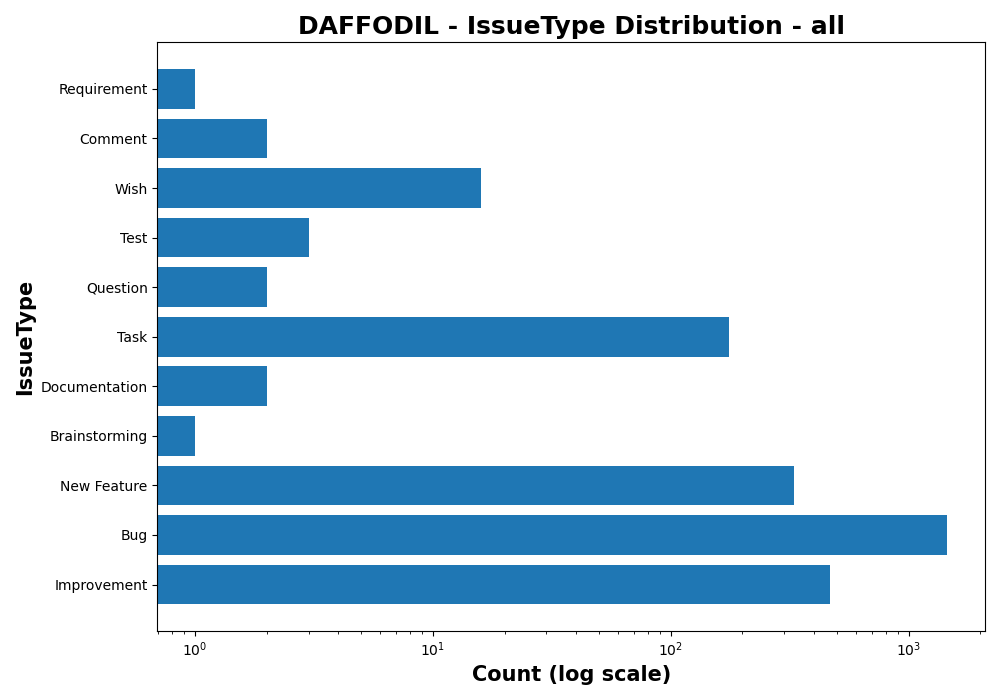 DAFFODIL - IssueType Distribution - all
IssueType
Requirement
Comment
Wish
Test
Question
Task
Documentation
Brainstorming
New Feature
Bug
Improvement
10⁰ 10¹ 10² 10³
Count (log scale)